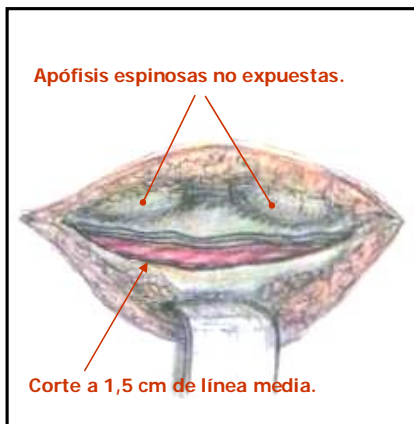 Apófisis espinosas no expuestas.
Corte a 1,5 cm de línea media.